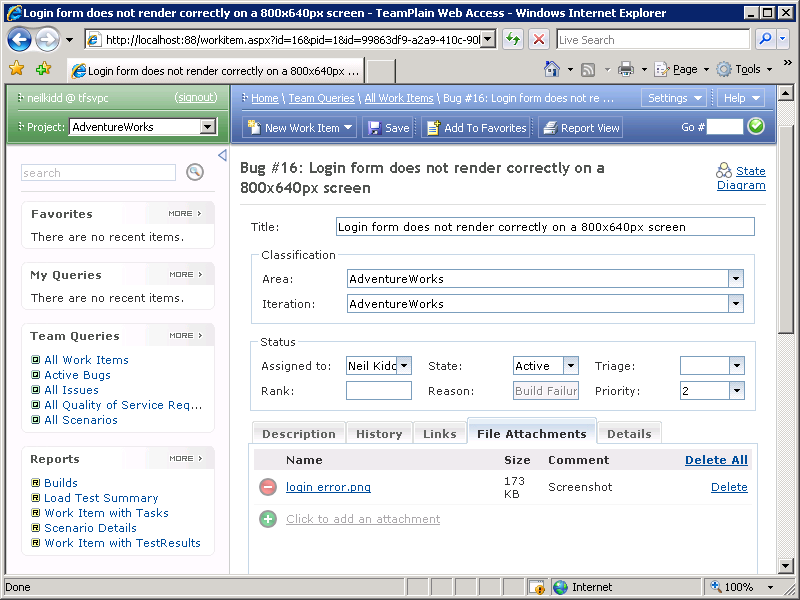 Login form does not render correctly on a 800x640px screen - TeamPlain Web Access - Windows Internet Explorer
http://localhost:88/workitem.aspx?id=16&pid=1&id=99863df9-a2a9-410c-90l
Live Search
Login form does not render correctly on a 800x640px ...
Page
Tools
neilkidd @ tfsvpc
(signout)
Home \ Team Queries \ All Work Items \ Bug #16: Login form does not re ...
Settings
Help
Project:
AdventureWorks
New Work Item
Save
Add To Favorites
Report View
Go #
search
Bug #16: Login form does not render correctly on a
800x640px screen
State
Diagram
Favorites
MORE >
There are no recent items.
My Queries
MORE >
There are no recent items.
Team Queries
MORE >
All Work Items
Active Bugs
All Issues
All Quality of Service Req...
All Scenarios
Reports
MORE >
Builds
Load Test Summary
Work Item with Tasks
Scenario Details
Work Item with TestResults
Title:
Login form does not render correctly on a 800x640px screen
Classification
Area:
AdventureWorks
Iteration:
AdventureWorks
Status
Assigned to:
Neil Kidd
State:
Active
Triage:
Rank:
Reason:
Build Failur
Priority:
2
Description
History
Links
File Attachments
Details
Name
Size
Comment
Delete All
login error.png
173
KB
Screenshot
Delete
Click to add an attachment
Done
Internet
100%